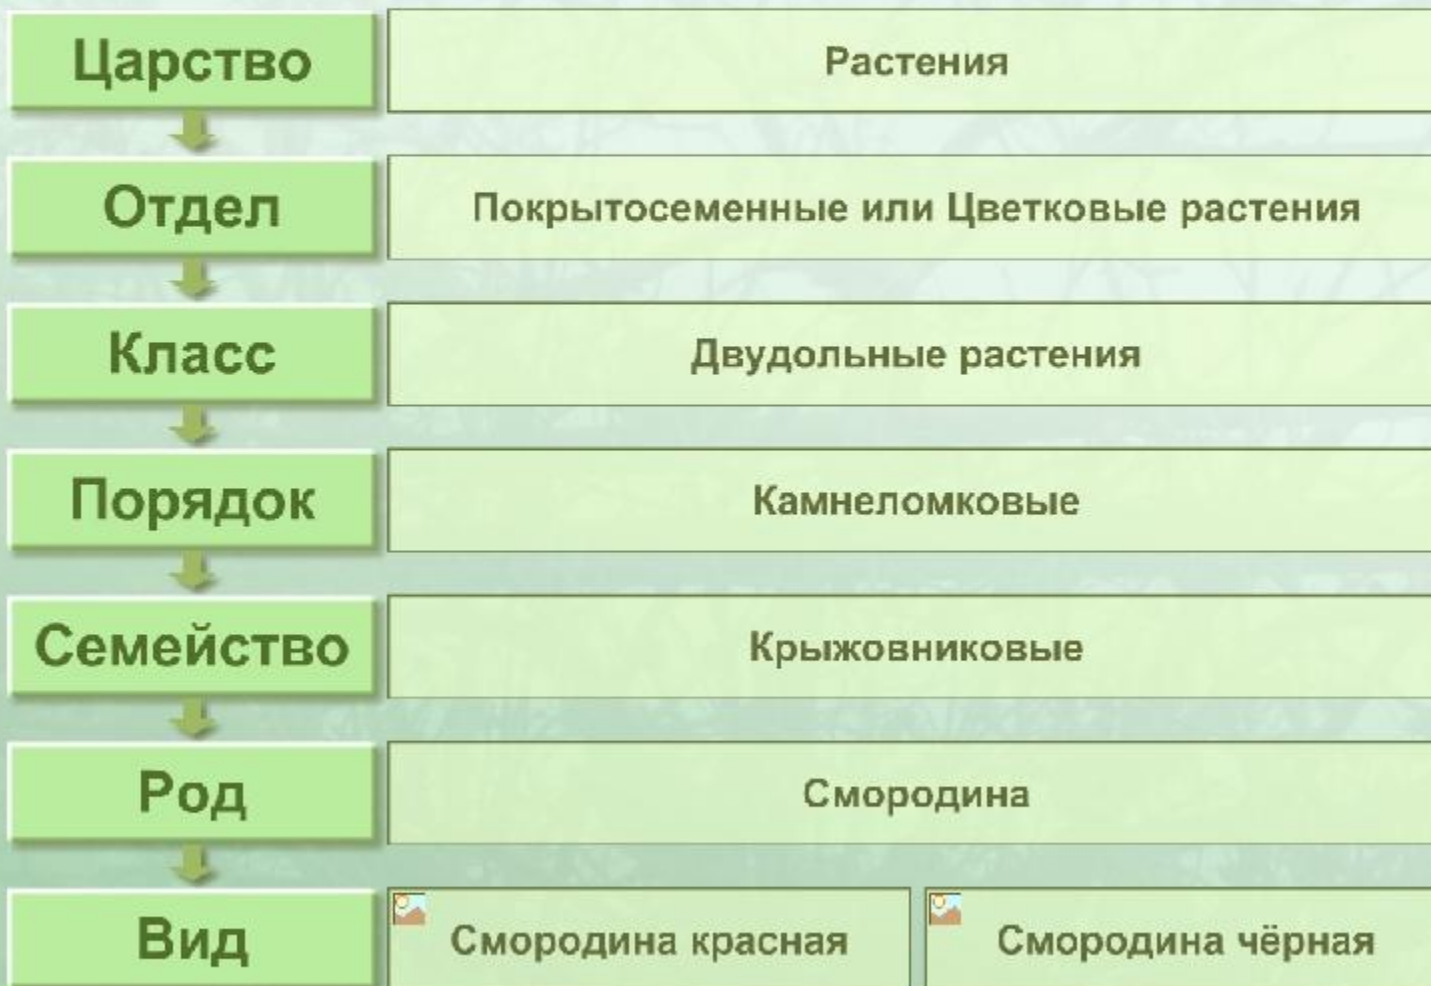 Царство Растения
Отдел Покрытосеменные или Цветковые растения
Класс Двудольные растения
Порядок Камнеломковые
Семейство Крыжовниковые
Род Смородина
Вид Смородина красная Смородина чёрная